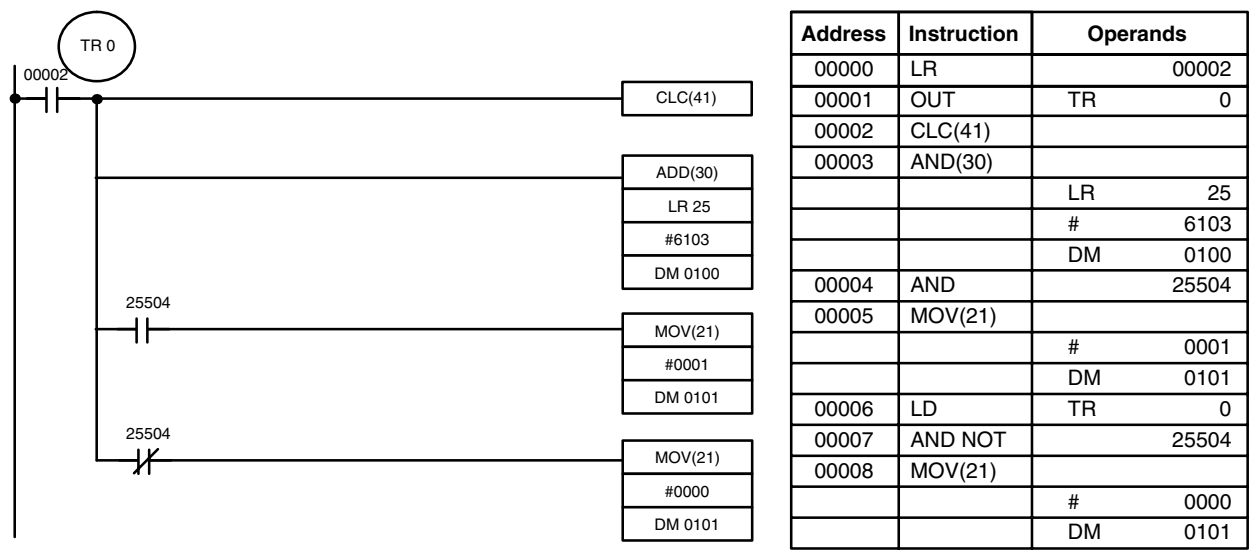 TR 0
00002
CLC(41)
ADD(30)
LR 25
#6103
DM 0100
25504
MOV(21)
#0001
DM 0101
25504
MOV(21)
#0000
DM 0101
Address Instruction Operands
00000 LR 00002
00001 OUT TR 0
00002 CLC(41)
00003 AND(30)
LR 25
# 6103
DM 0100
00004 AND 25504
00005 MOV(21)
# 0001
DM 0101
00006 LD TR 0
00007 AND NOT 25504
00008 MOV(21)
# 0000
DM 0101